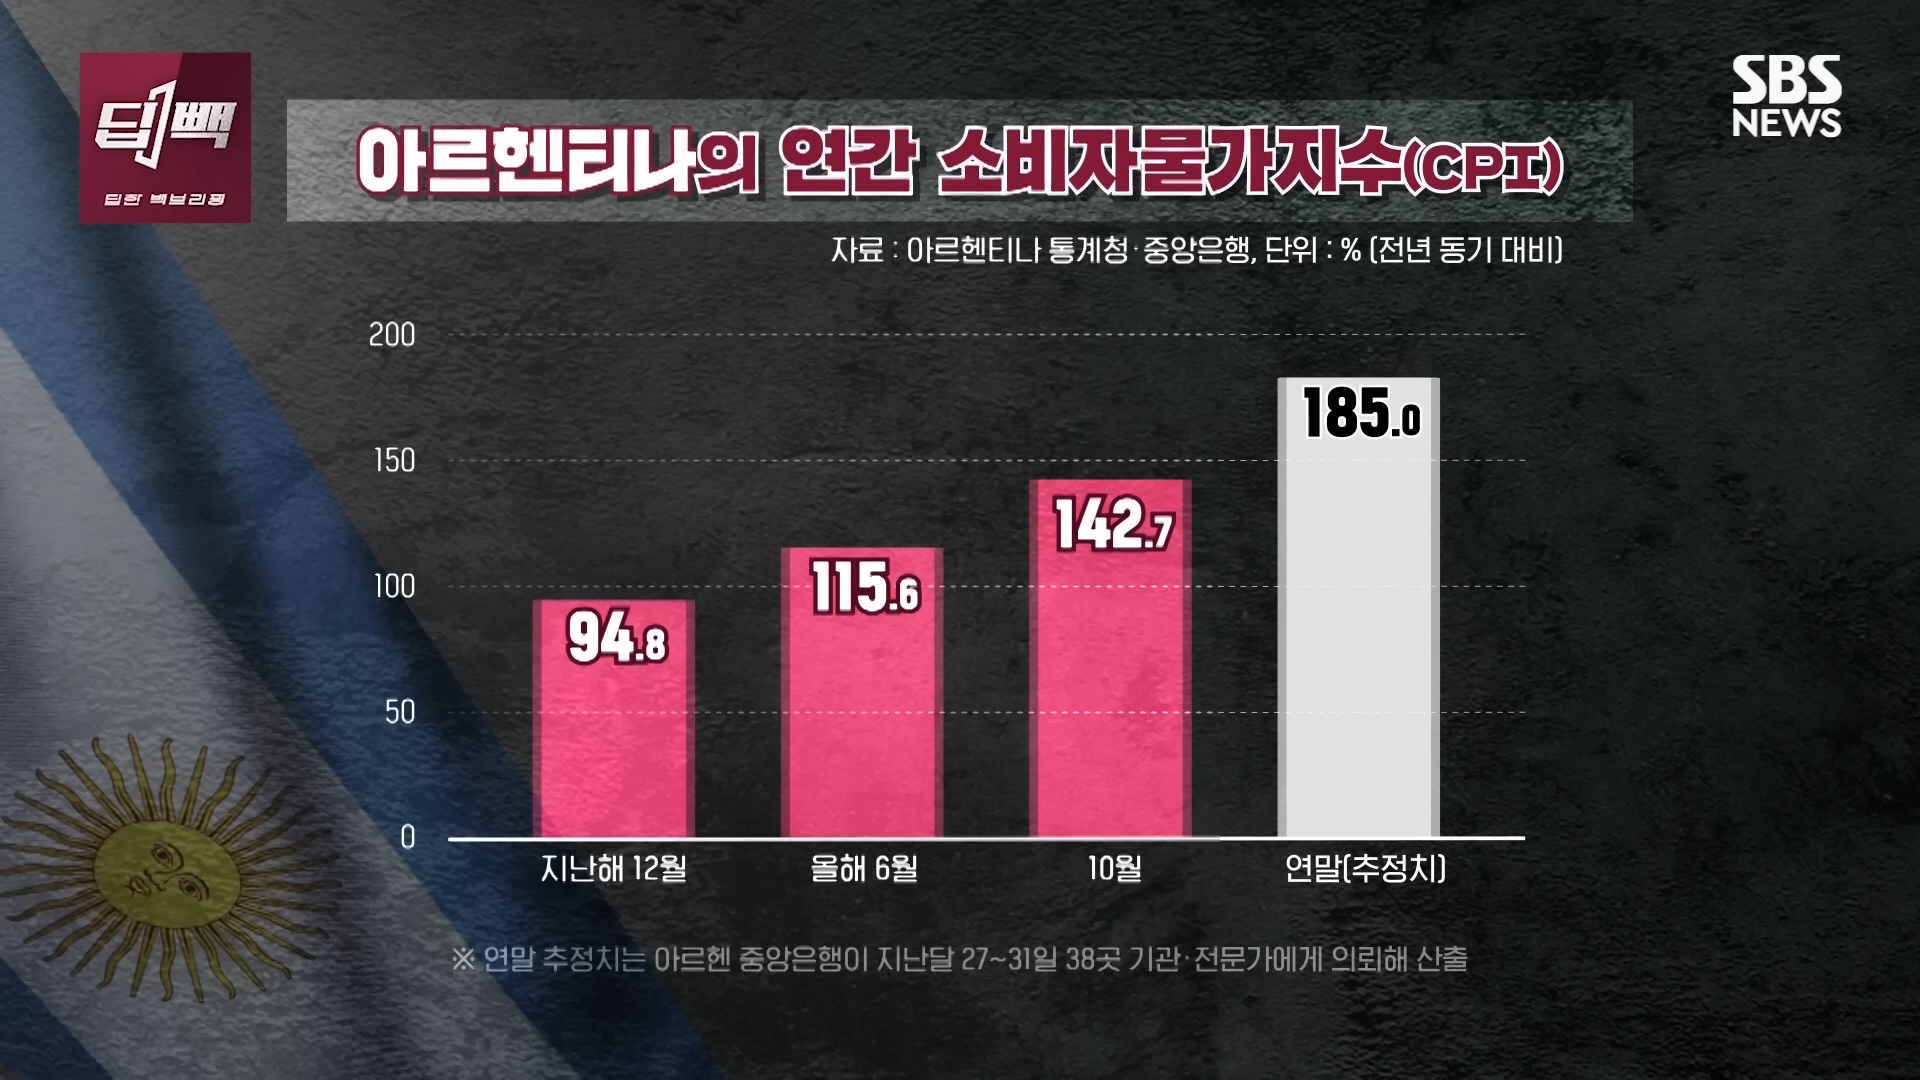 딥빽
딥한 백브리핑
SBS
NEWS
아르헨티나의 연간 소비자물가지수(CPI)
자료 : 아르헨티나 통계청·중앙은행, 단위 : % (전년 동기 대비)
200
150
100
50
0
94.8
115.6
142.7
185.0
지난해 12월
올해 6월
10월
연말(추정치)
※ 연말 추정치는 아르헨 중앙은행이 지난달 27~31일 38곳 기관·전문가에게 의뢰해 산출